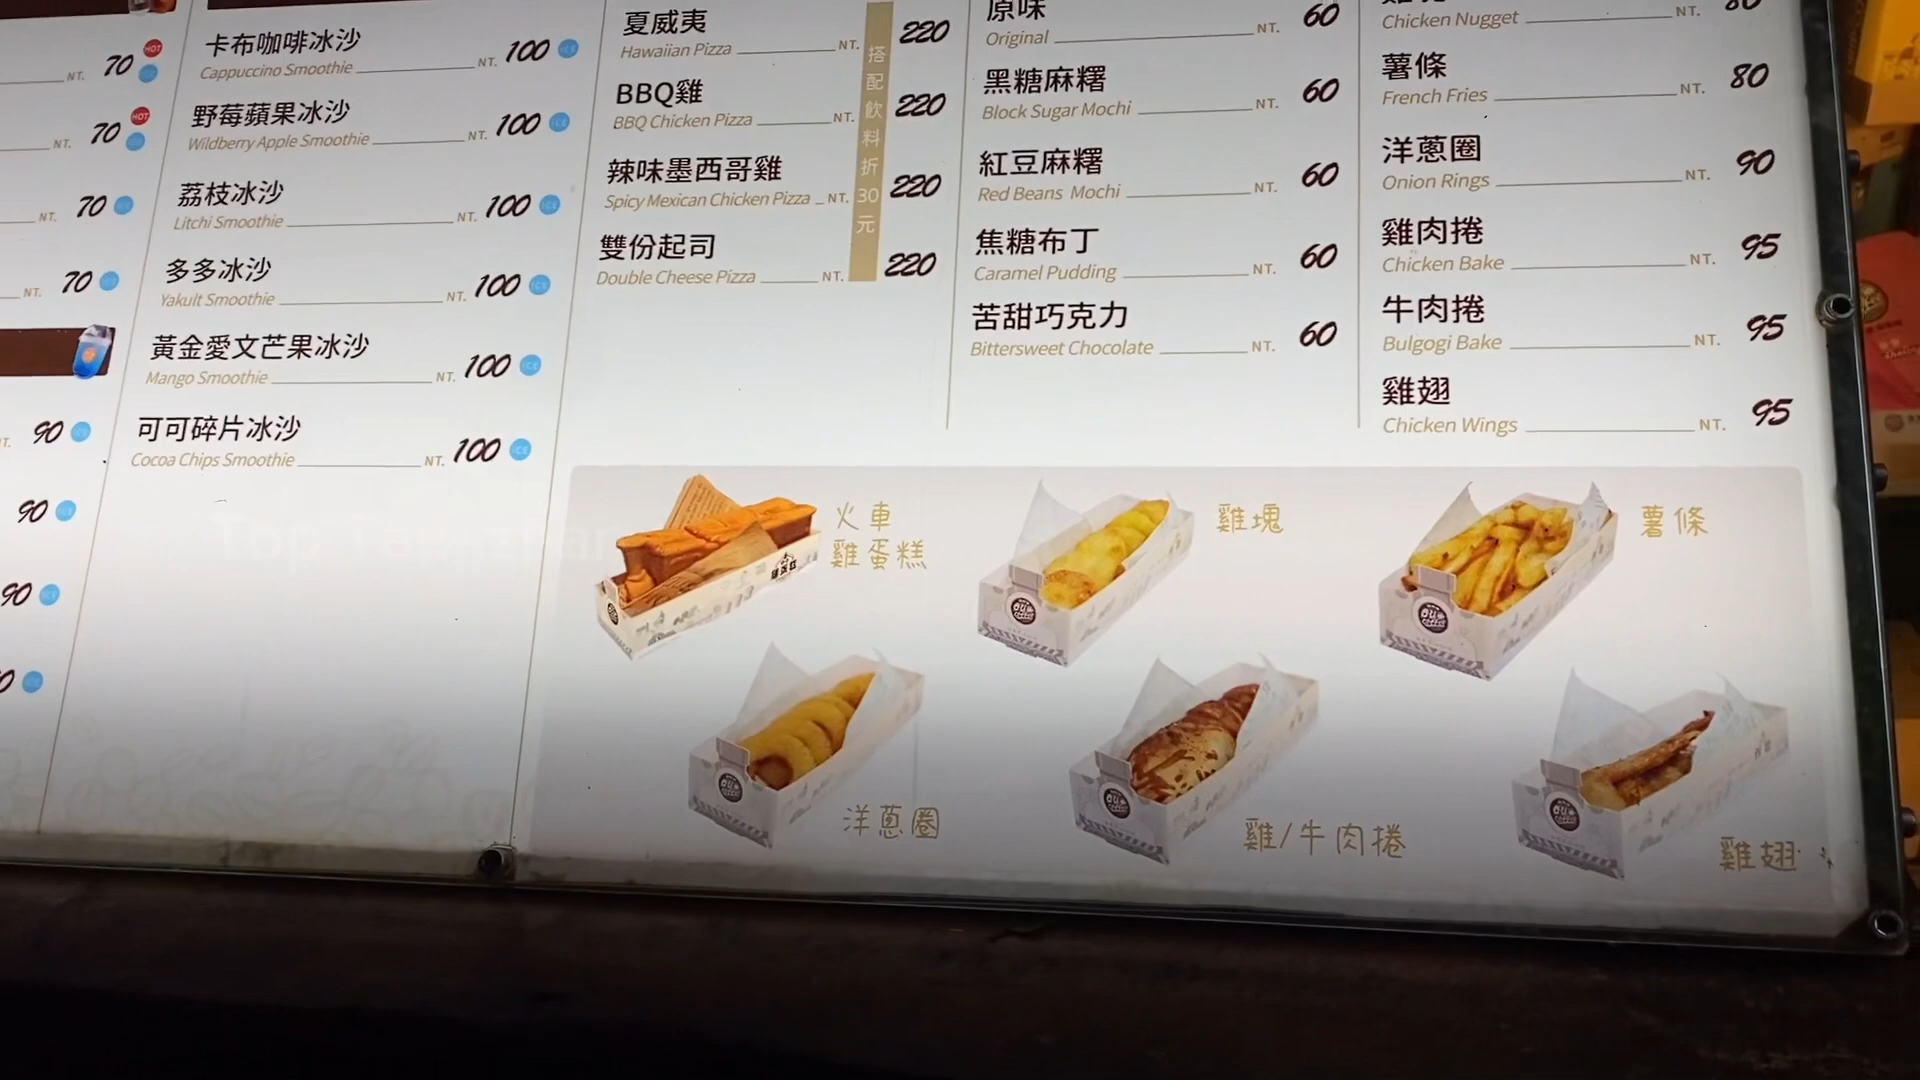 NT. 70 HOT
NT. 70 HOT
NT. 70 ICE
NT. 70 ICE
90
90
90
卡布咖啡冰沙
Cappuccino Smoothie NT. 100 ICE
野莓蘋果冰沙
Wildberry Apple Smoothie NT. 100 ICE
荔枝冰沙
Litchi Smoothie NT. 100 ICE
多多冰沙
Yakult Smoothie NT. 100 ICE
黃金愛文芒果冰沙
Mango Smoothie NT. 100 ICE
可可碎片冰沙
Cocoa Chips Smoothie NT. 100 ICE
夏威夷
Hawaiian Pizza NT. 220
BBQ雞
BBQ Chicken Pizza NT. 220
辣味墨西哥雞
Spicy Mexican Chicken Pizza NT. 220
雙份起司
Double Cheese Pizza NT. 220
搭配飲料折30元
原味
Original NT. 60
黑糖麻糬
Block Sugar Mochi NT. 60
紅豆麻糬
Red Beans Mochi NT. 60
焦糖布丁
Caramel Pudding NT. 60
苦甜巧克力
Bittersweet Chocolate NT. 60
Chicken Nugget NT. 80
薯條
French Fries NT. 80
洋蔥圈
Onion Rings NT. 90
雞肉捲
Chicken Bake NT. 95
牛肉捲
Bulgogi Bake NT. 95
雞翅
Chicken Wings NT. 95
火車
雞蛋糕
雞塊
薯條
洋蔥圈
雞/牛肉捲
雞翅